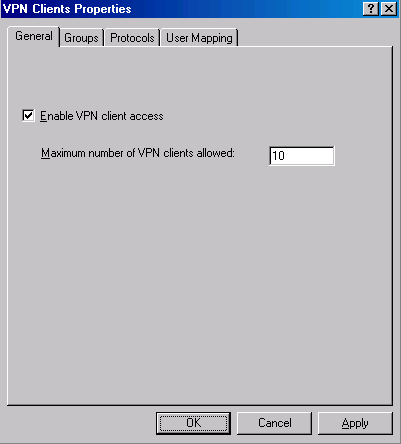 VPN Clients Properties
General Groups Protocols User Mapping
Enable VPN client access
Maximum number of VPN clients allowed: 10
OK Cancel Apply